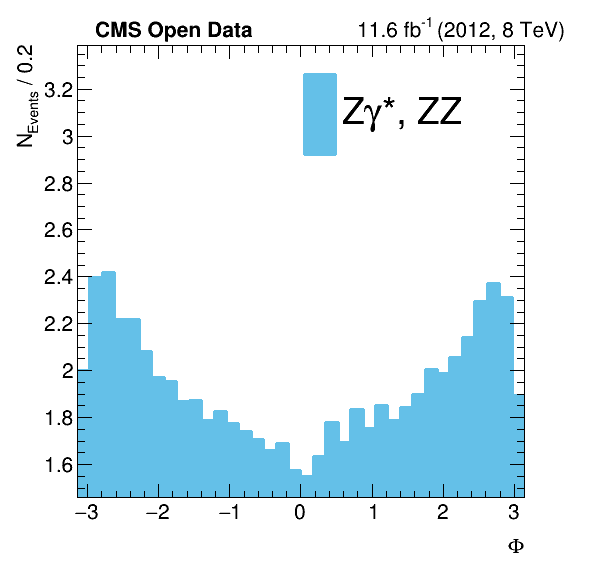 CMS Open Data 11.6 fb⁻¹ (2012, 8 TeV)
N_Events / 0.2
Zγ*, ZZ
3.2
3
2.8
2.6
2.4
2.2
2
1.8
1.6
−3 −2 −1 0 1 2 3
Φ